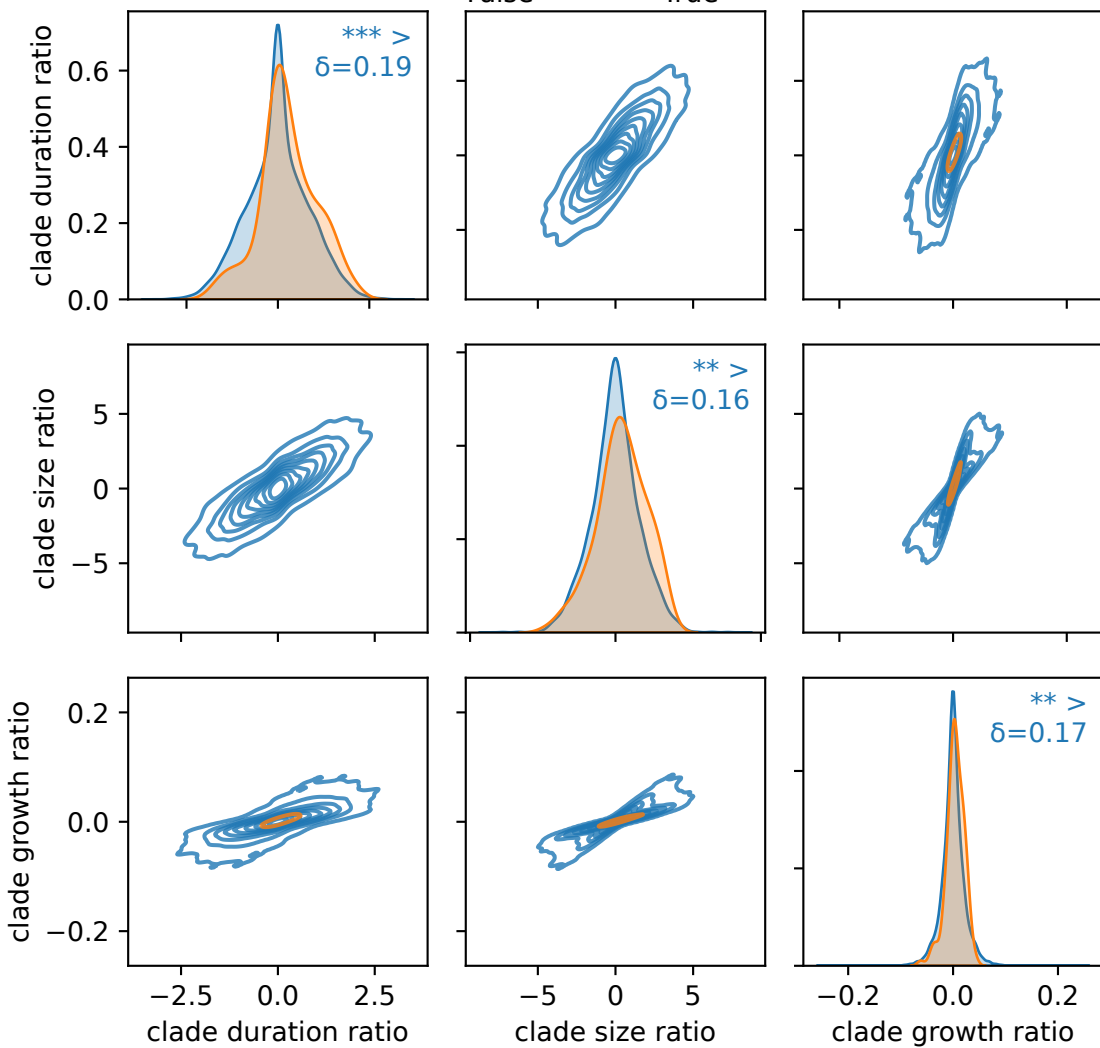 clade duration ratio
0.6
0.4
0.2
0.0
*** >
δ=0.19
clade size ratio
5
0
−5
** >
δ=0.16
clade growth ratio
0.2
0.0
−0.2
** >
δ=0.17
−2.5 0.0 2.5
−5 0 5
−0.2 0.0 0.2
clade duration ratio
clade size ratio
clade growth ratio